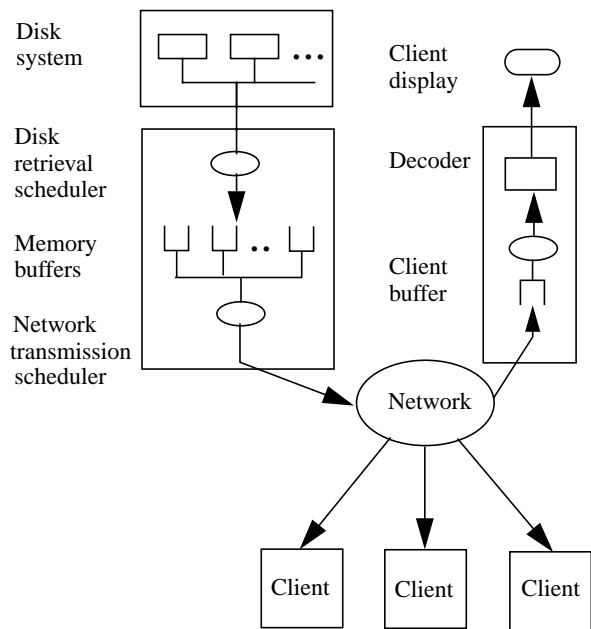 Disk
system
Disk
retrieval
scheduler
Memory
buffers
Network
transmission
scheduler
Client
display
Decoder
Client
buffer
Network
Client
Client
Client